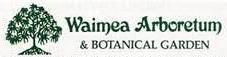 Waimea Arboretum
& BOTANICAL GARDEN